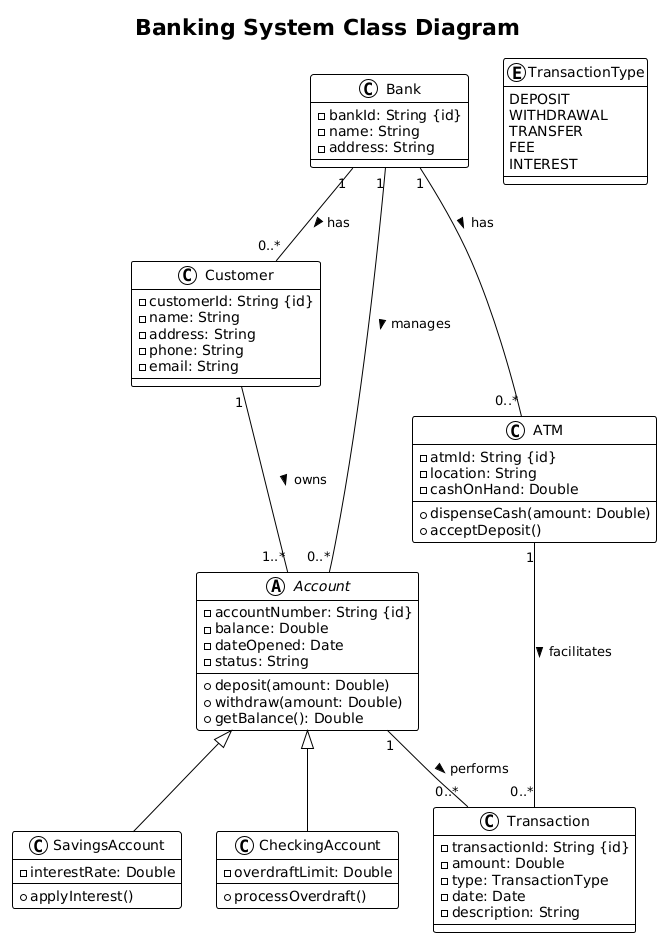 Banking System Class Diagram
C Bank
bankId: String {id}
name: String
address: String
E TransactionType
DEPOSIT
WITHDRAWAL
TRANSFER
FEE
INTEREST
1
1
1
has
has
0..*
C Customer
customerId: String {id}
name: String
address: String
phone: String
email: String
manages
1
0..*
C ATM
atmId: String {id}
location: String
cashOnHand: Double
dispenseCash(amount: Double)
acceptDeposit()
owns
1..*
0..*
1
A Account
accountNumber: String {id}
balance: Double
dateOpened: Date
status: String
deposit(amount: Double)
withdraw(amount: Double)
getBalance(): Double
facilitates
1
performs
0..*
0..*
C SavingsAccount
interestRate: Double
applyInterest()
C CheckingAccount
overdraftLimit: Double
processOverdraft()
C Transaction
transactionId: String {id}
amount: Double
type: TransactionType
date: Date
description: String